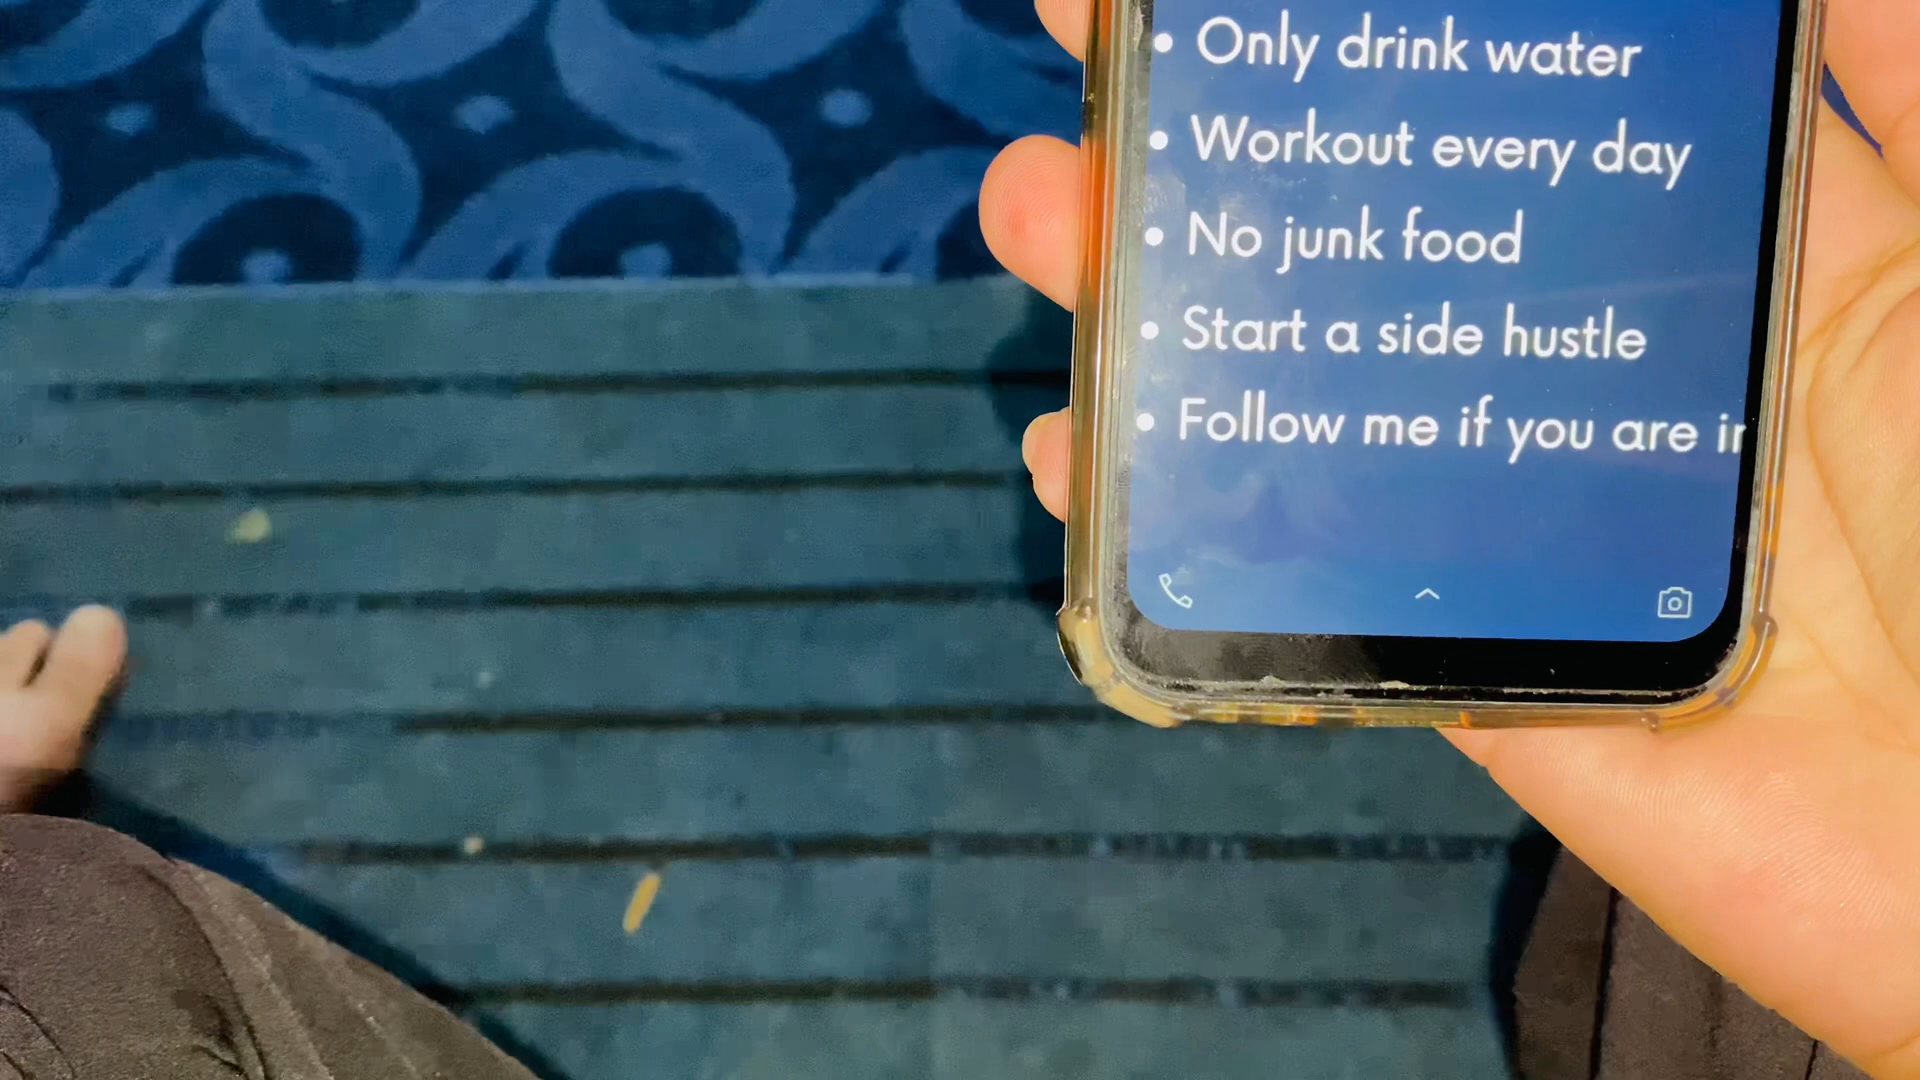 • Only drink water
• Workout every day
• No junk food
• Start a side hustle
• Follow me if you are